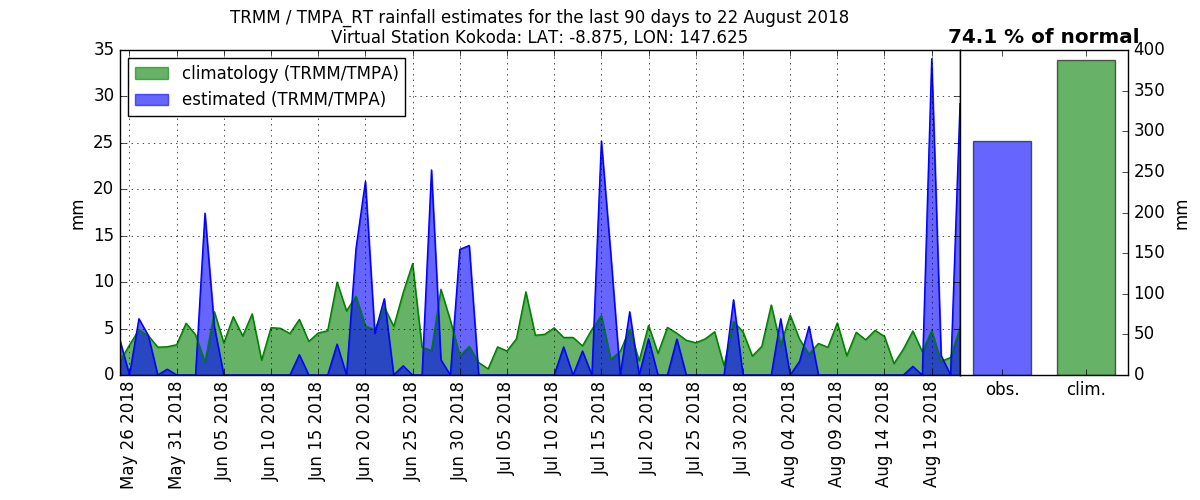 TRMM / TMPA_RT rainfall estimates for the last 90 days to 22 August 2018
Virtual Station Kokoda: LAT: -8.875, LON: 147.625
74.1 % of normal
climatology (TRMM/TMPA)
estimated (TRMM/TMPA)
mm
35
30
25
20
15
10
5
0
May 26 2018
May 31 2018
Jun 05 2018
Jun 10 2018
Jun 15 2018
Jun 20 2018
Jun 25 2018
Jun 30 2018
Jul 05 2018
Jul 10 2018
Jul 15 2018
Jul 20 2018
Jul 25 2018
Jul 30 2018
Aug 04 2018
Aug 09 2018
Aug 14 2018
Aug 19 2018
obs.
clim.
400
350
300
250
200
150
100
50
0
mm